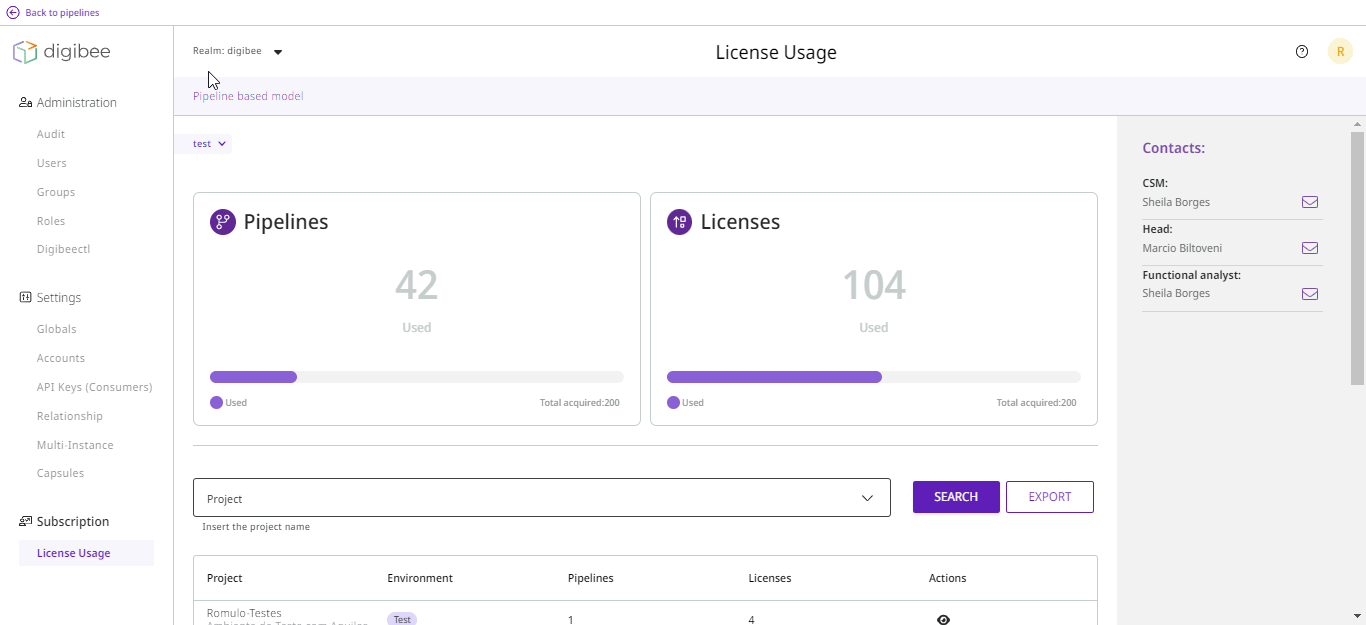 Back to pipelines
digibee
Realm: digibee
License Usage
R
Pipeline based model
Administration
Audit
Users
Groups
Roles
Digibeectl
Settings
Globals
Accounts
API Keys (Consumers)
Relationship
Multi-Instance
Capsules
Subscription
License Usage
test
Pipelines
42
Used
Used
Total acquired:200
Licenses
104
Used
Used
Total acquired:200
Project
Insert the project name
SEARCH
EXPORT
Project Environment Pipelines Licenses Actions
Romulo-Testes
Test 1 4
Contacts:
CSM:
Sheila Borges
Head:
Marcio Biltoveni
Functional analyst:
Sheila Borges